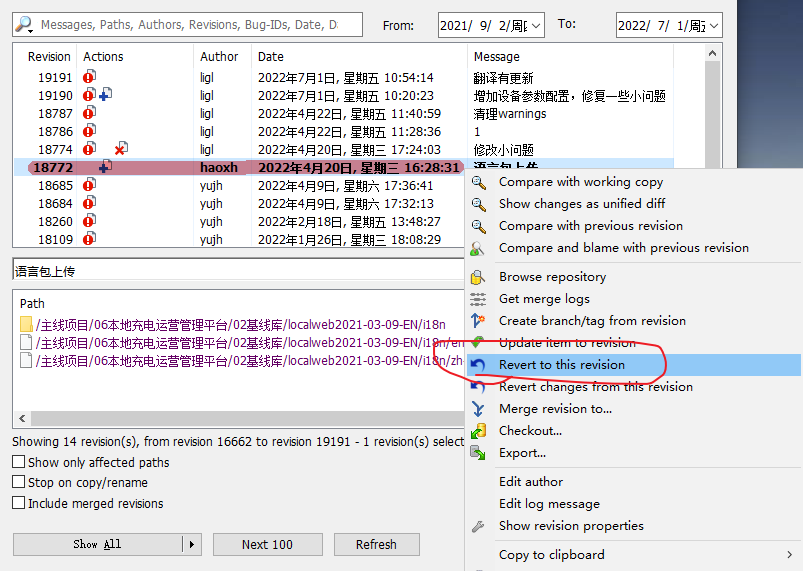 Messages, Paths, Authors, Revisions, Bug-IDs, Date, D
From:
2021/ 9/ 2/周
To:
2022/ 7/ 1/周五
Revision Actions Author Date Message
19191 ligl 2022年7月1日, 星期五 10:54:14 翻译有更新
19190 ligl 2022年7月1日, 星期五 10:20:23 增加设备参数配置，修复一些小问题
18787 ligl 2022年4月22日, 星期五 11:40:59 清理warnings
18786 ligl 2022年4月22日, 星期五 11:28:36 1
18774 ligl 2022年4月20日, 星期三 17:24:03 修改小问题
18772 haoxh 2022年4月20日, 星期三 16:28:31 语言包上传
18685 yujh 2022年4月9日, 星期六 17:36:41
18684 yujh 2022年4月9日, 星期六 17:32:13
18260 yujh 2022年2月18日, 星期五 13:48:27
18109 yujh 2022年1月26日, 星期三 18:08:29
语言包上传
Path
/主线项目/06本地充电运营管理平台/02基线库/localweb2021-03-09-EN/i18n
/主线项目/06本地充电运营管理平台/02基线库/localweb2021-03-09-EN/i18n/en
/主线项目/06本地充电运营管理平台/02基线库/localweb2021-03-09-EN/i18n/zh
Showing 14 revision(s), from revision 16662 to revision 19191 - 1 revision(s) select
Show only affected paths
Stop on copy/rename
Include merged revisions
Show All
Next 100
Refresh
Compare with working copy
Show changes as unified diff
Compare with previous revision
Compare and blame with previous revision
Browse repository
Get merge logs
Create branch/tag from revision
Update item to revision
Revert to this revision
Revert changes from this revision
Merge revision to...
Checkout...
Export...
Edit author
Edit log message
Show revision properties
Copy to clipboard